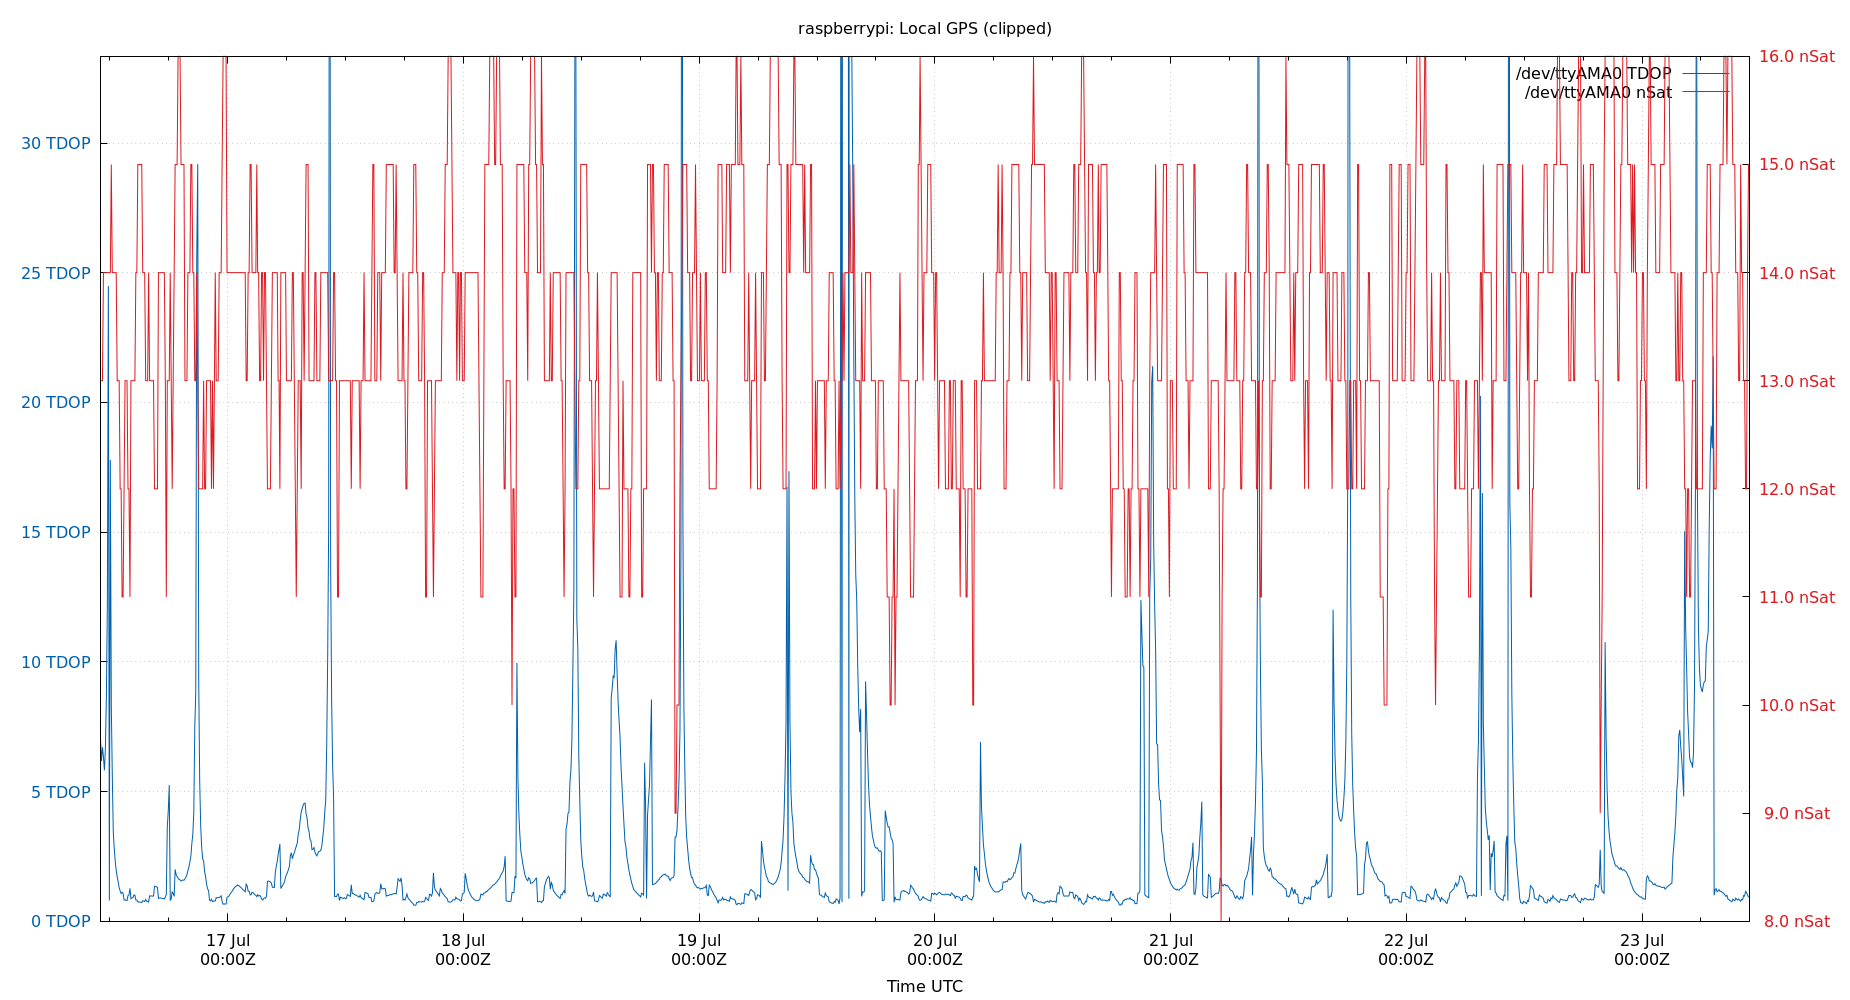 raspberrypi: Local GPS (clipped)
16.0 nSat
/dev/ttyAMA0 TDOP
/dev/ttyAMA0 nSat
30 TDOP
15.0 nSat
25 TDOP
14.0 nSat
13.0 nSat
20 TDOP
12.0 nSat
15 TDOP
11.0 nSat
10 TDOP
10.0 nSat
5 TDOP
9.0 nSat
0 TDOP
8.0 nSat
17 Jul
00:00Z
18 Jul
00:00Z
19 Jul
00:00Z
20 Jul
00:00Z
21 Jul
00:00Z
22 Jul
00:00Z
23 Jul
00:00Z
Time UTC